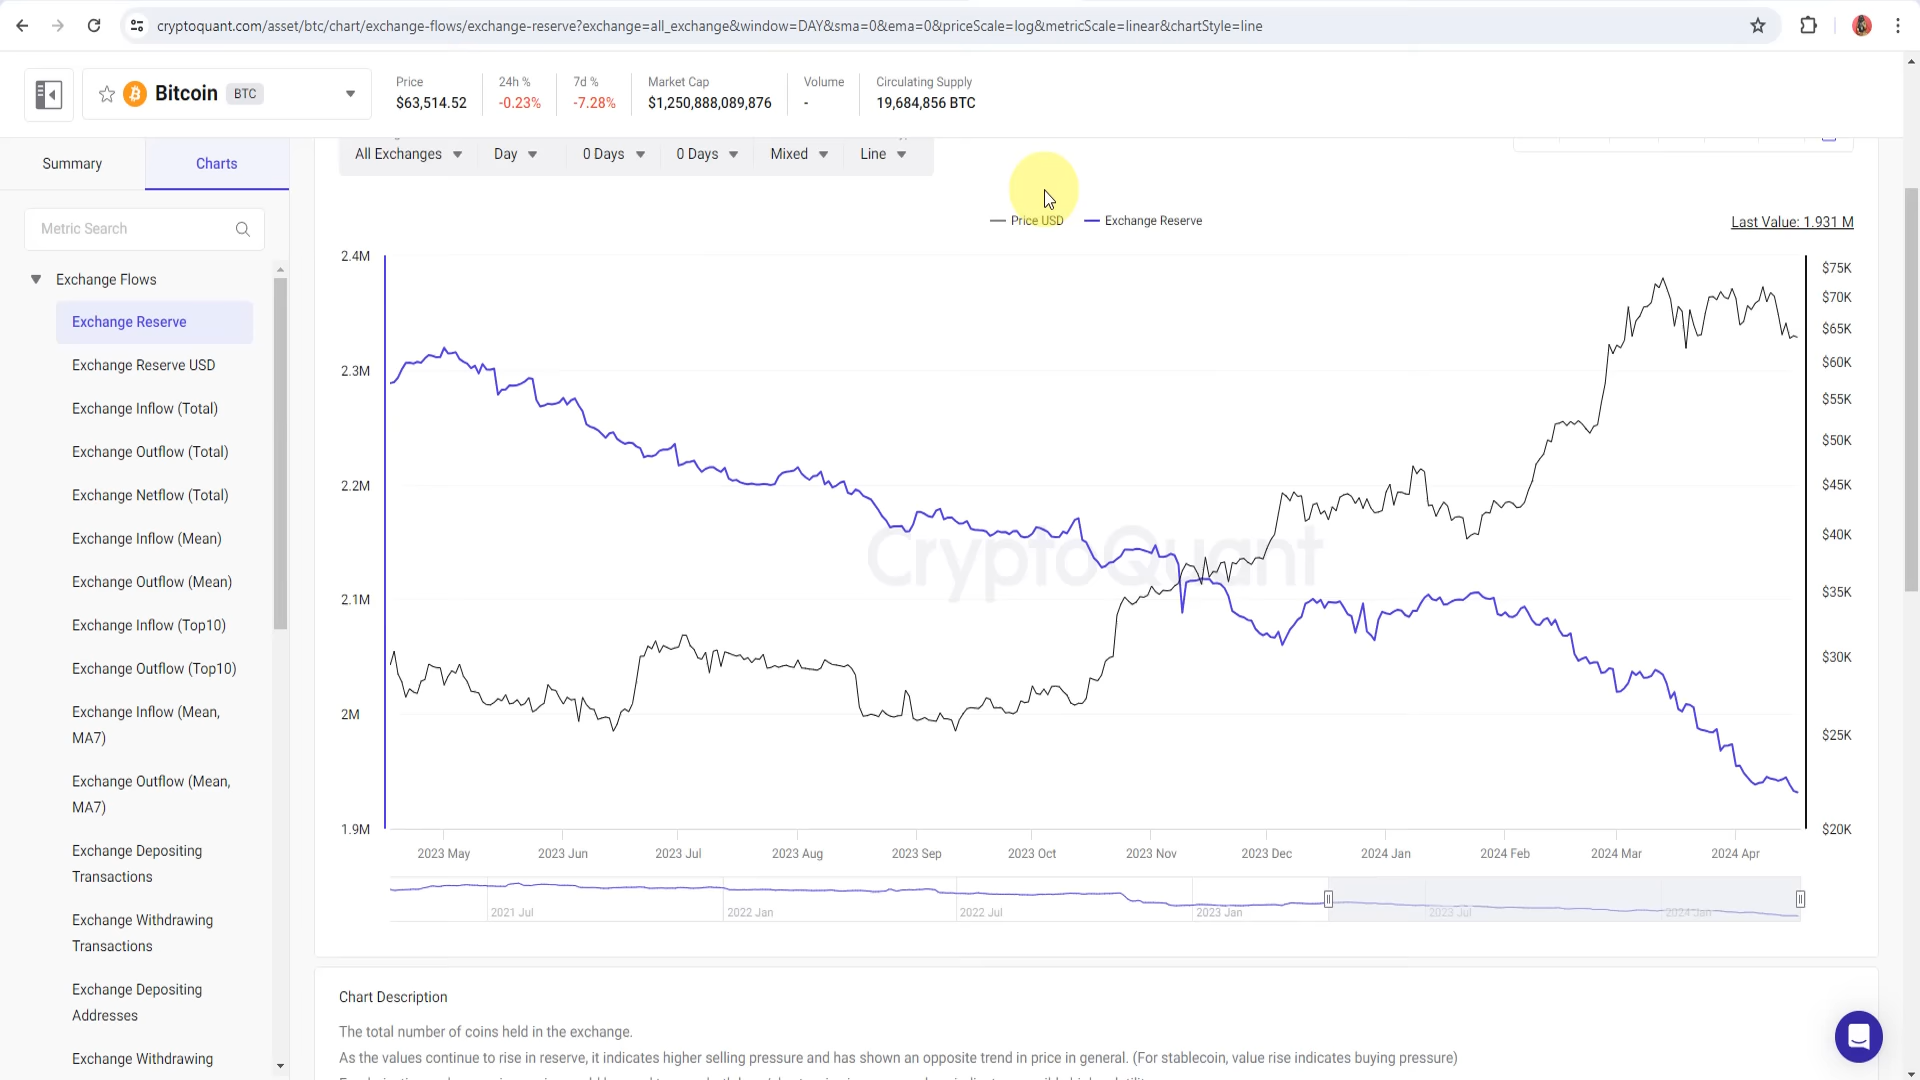 cryptoquant.com/asset/btc/chart/exchange-flows/exchange-reserve?exchange=all_exchange&window=DAY&sma=0&ema=0&priceScale=log&metricScale=linear&chartStyle=line
Bitcoin BTC
Price 24h % 7d % Market Cap Volume Circulating Supply
$63,514.52 -0.23% -7.28% $1,250,888,089,876 - 19,684,856 BTC
Summary Charts
All Exchanges Day 0 Days 0 Days Mixed Line
Metric Search
Exchange Flows
Exchange Reserve
Exchange Reserve USD
Exchange Inflow (Total)
Exchange Outflow (Total)
Exchange Netflow (Total)
Exchange Inflow (Mean)
Exchange Outflow (Mean)
Exchange Inflow (Top10)
Exchange Outflow (Top10)
Exchange Inflow (Mean,
MA7)
Exchange Outflow (Mean,
MA7)
Exchange Depositing
Transactions
Exchange Withdrawing
Transactions
Exchange Depositing
Addresses
Exchange Withdrawing
Price USD Exchange Reserve
Last Value: 1.931 M
2.4M
2.3M
2.2M
2.1M
2M
1.9M
CryptoQuant
$75K
$70K
$65K
$60K
$55K
$50K
$45K
$40K
$35K
$30K
$25K
$20K
2023 May 2023 Jun 2023 Jul 2023 Aug 2023 Sep 2023 Oct 2023 Nov 2023 Dec 2024 Jan 2024 Feb 2024 Mar 2024 Apr
2021 Jul 2022 Jan 2022 Jul 2023 Jan 2023 Jul 2024 Jan
Chart Description
The total number of coins held in the exchange.
As the values continue to rise in reserve, it indicates higher selling pressure and has shown an opposite trend in price in general. (For stablecoin, value rise indicates buying pressure)